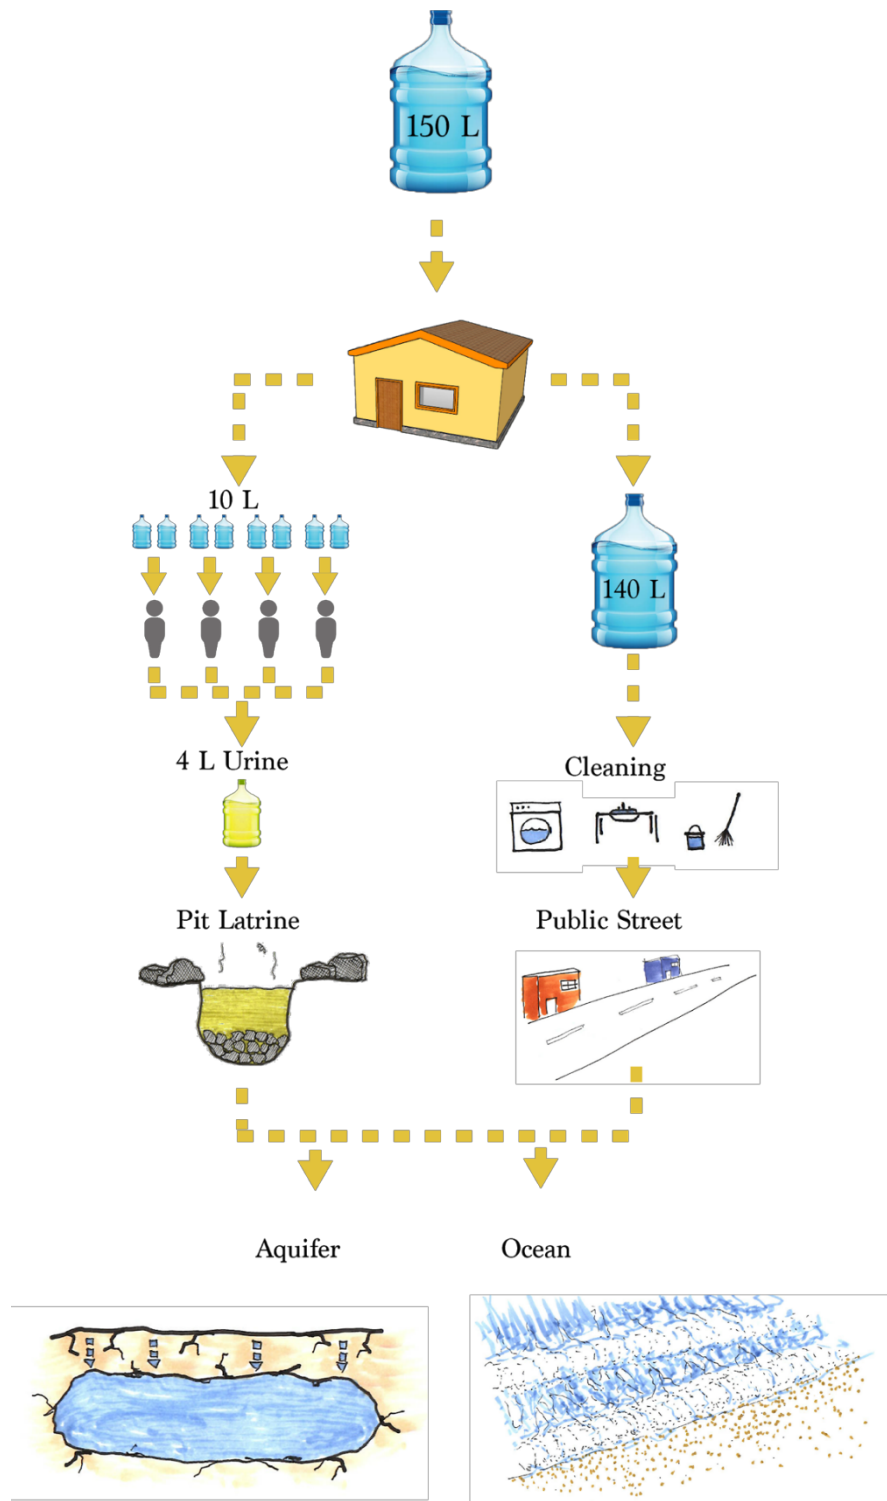 150 L
10 L
140 L
4 L Urine
Cleaning
Pit Latrine
Public Street
Aquifer
Ocean